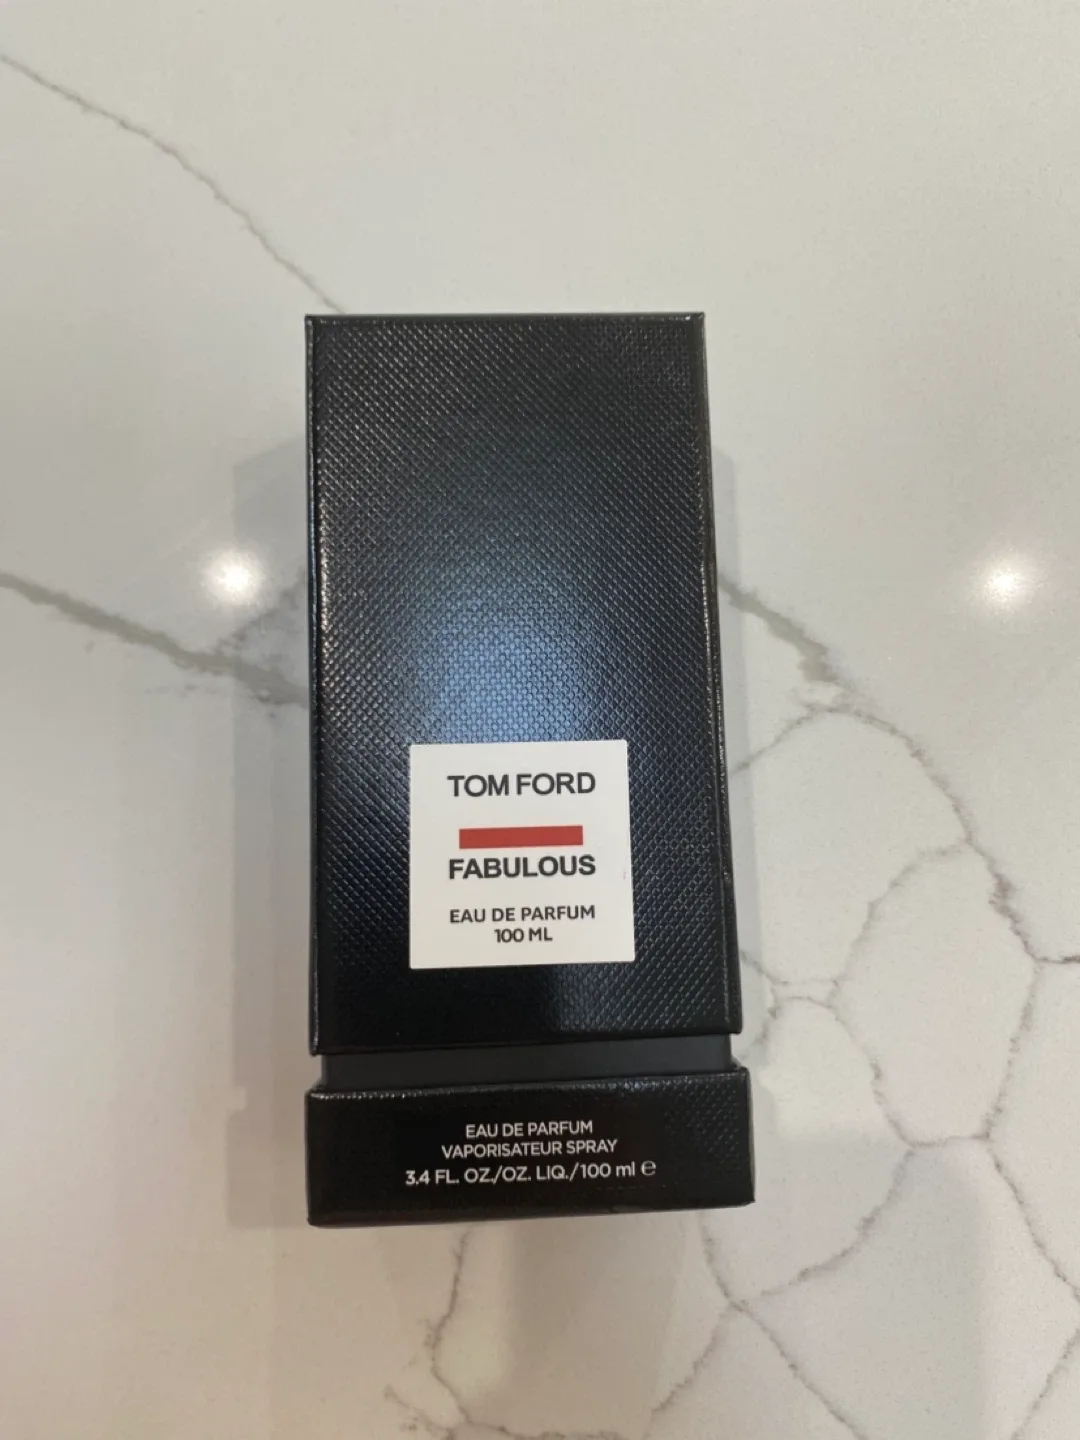 TOM FORD
FABULOUS
EAU DE PARFUM
100 ML
EAU DE PARFUM
VAPORISATEUR SPRAY
3.4 FL. OZ./OZ. LIQ./100 ml ℮